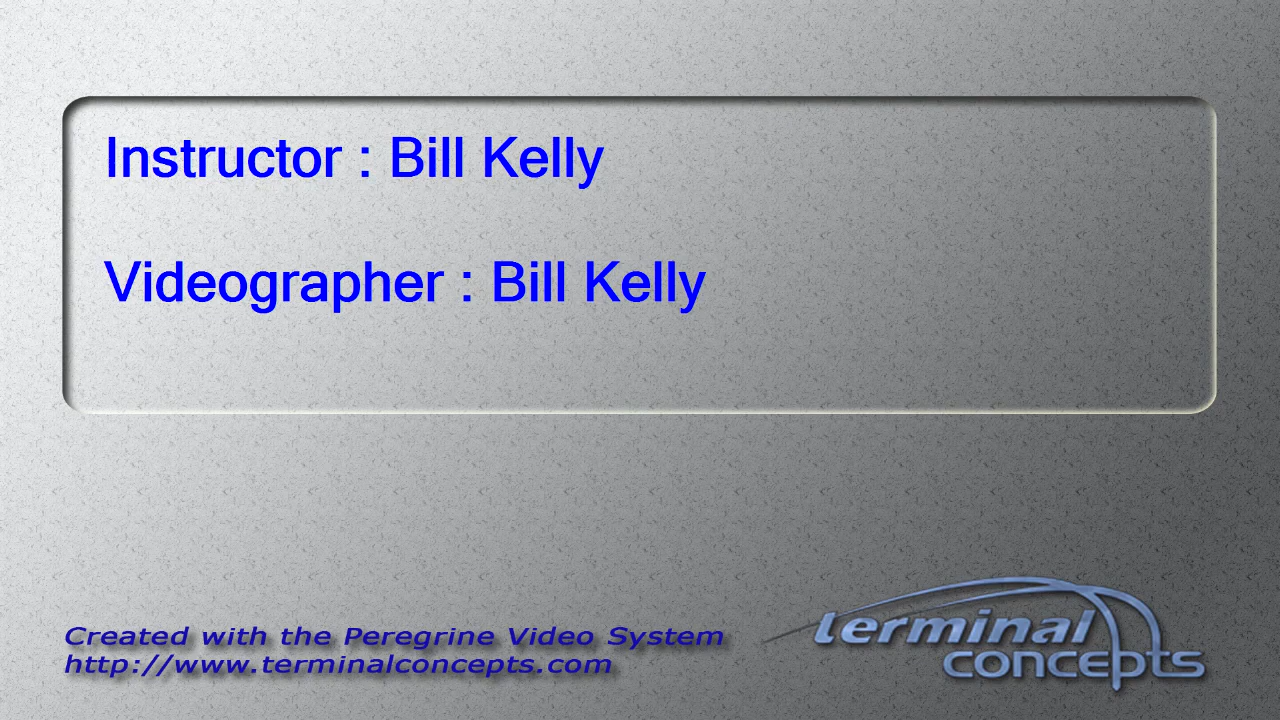 Instructor : Bill Kelly
Videographer : Bill Kelly
Created with the Peregrine Video System
http://www.terminalconcepts.com
terminal
concepts